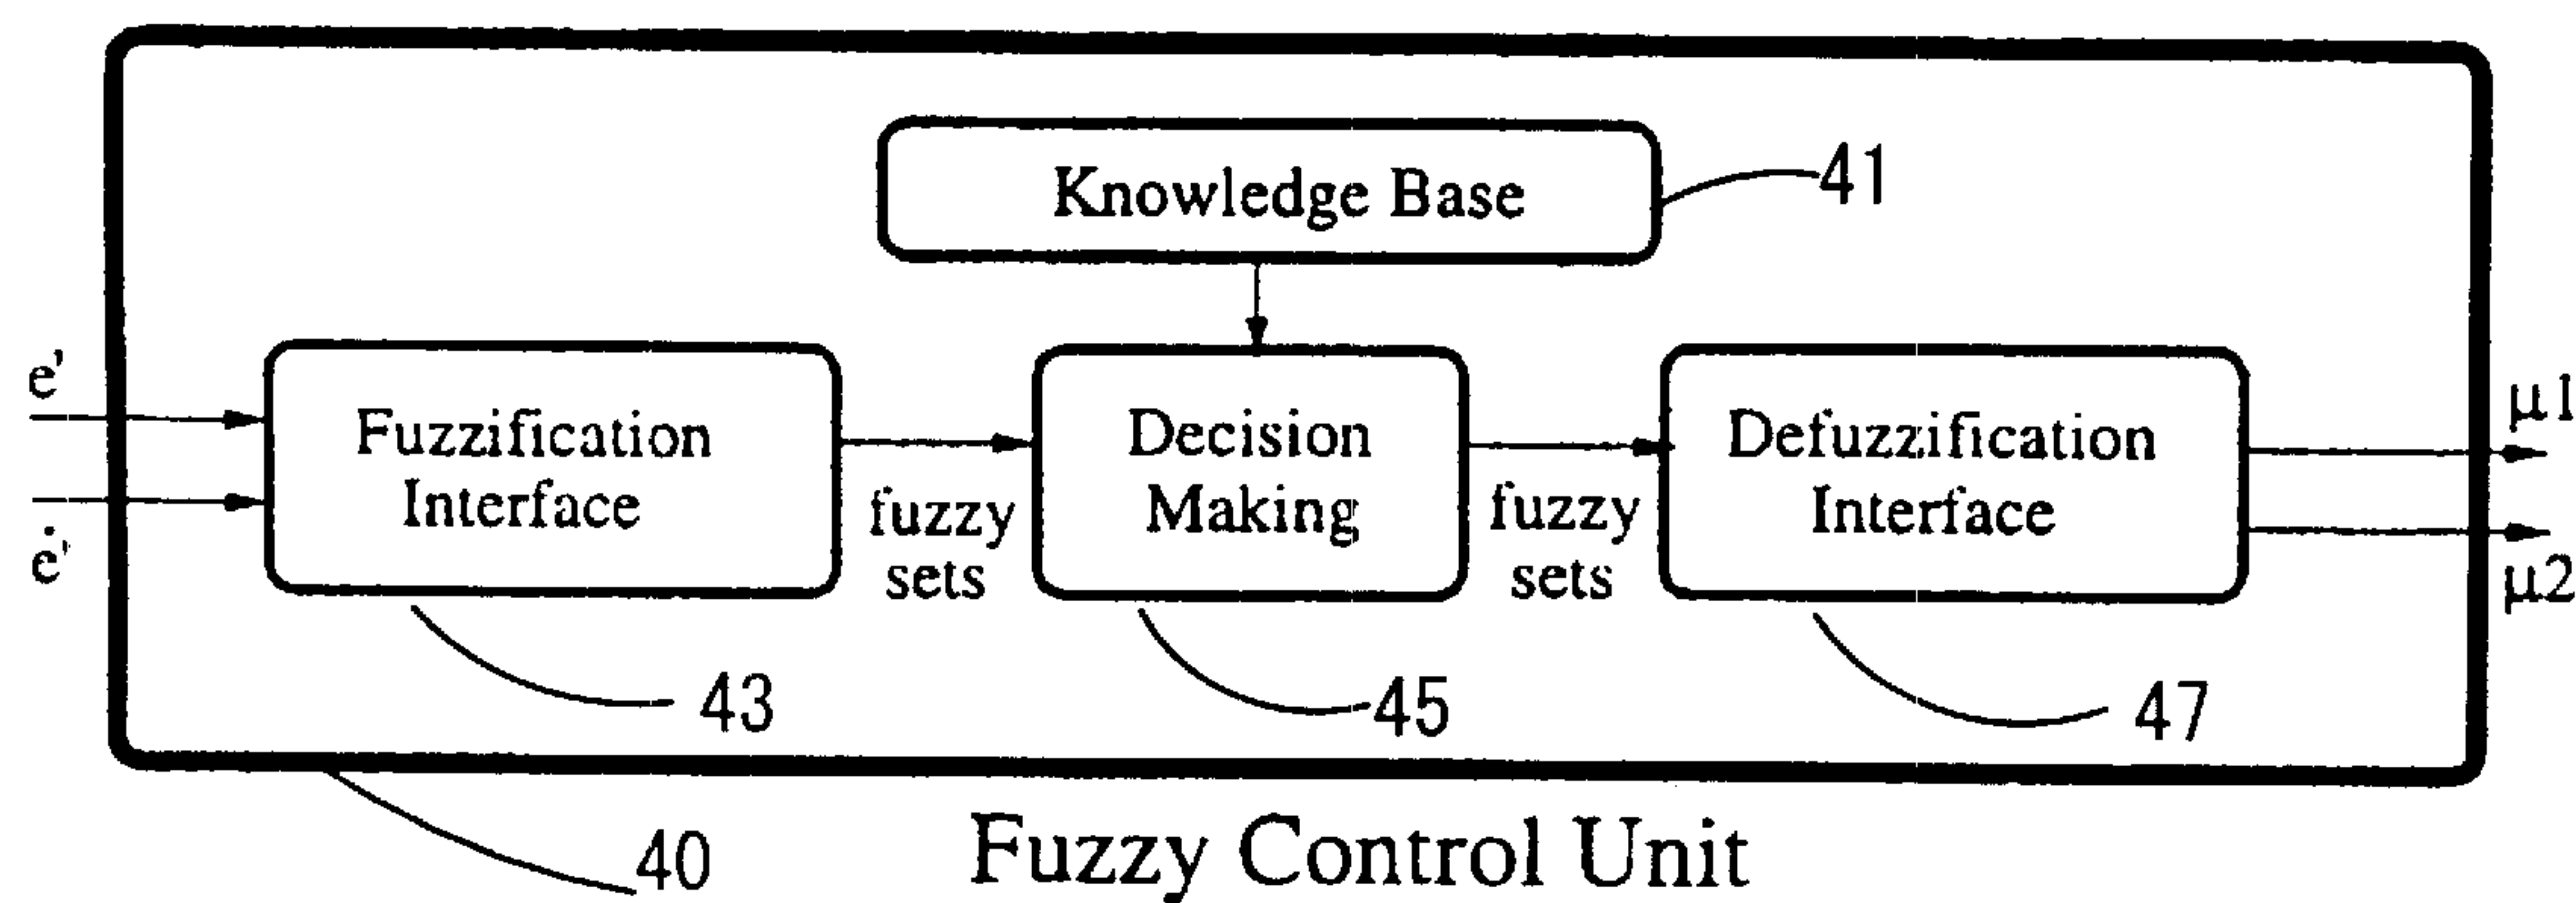 Knowledge Base
41
e'
ė'
Fuzzification
Interface
fuzzy
sets
Decision
Making
fuzzy
sets
Defuzzification
Interface
μ1
μ2
43
45
47
40
Fuzzy Control Unit